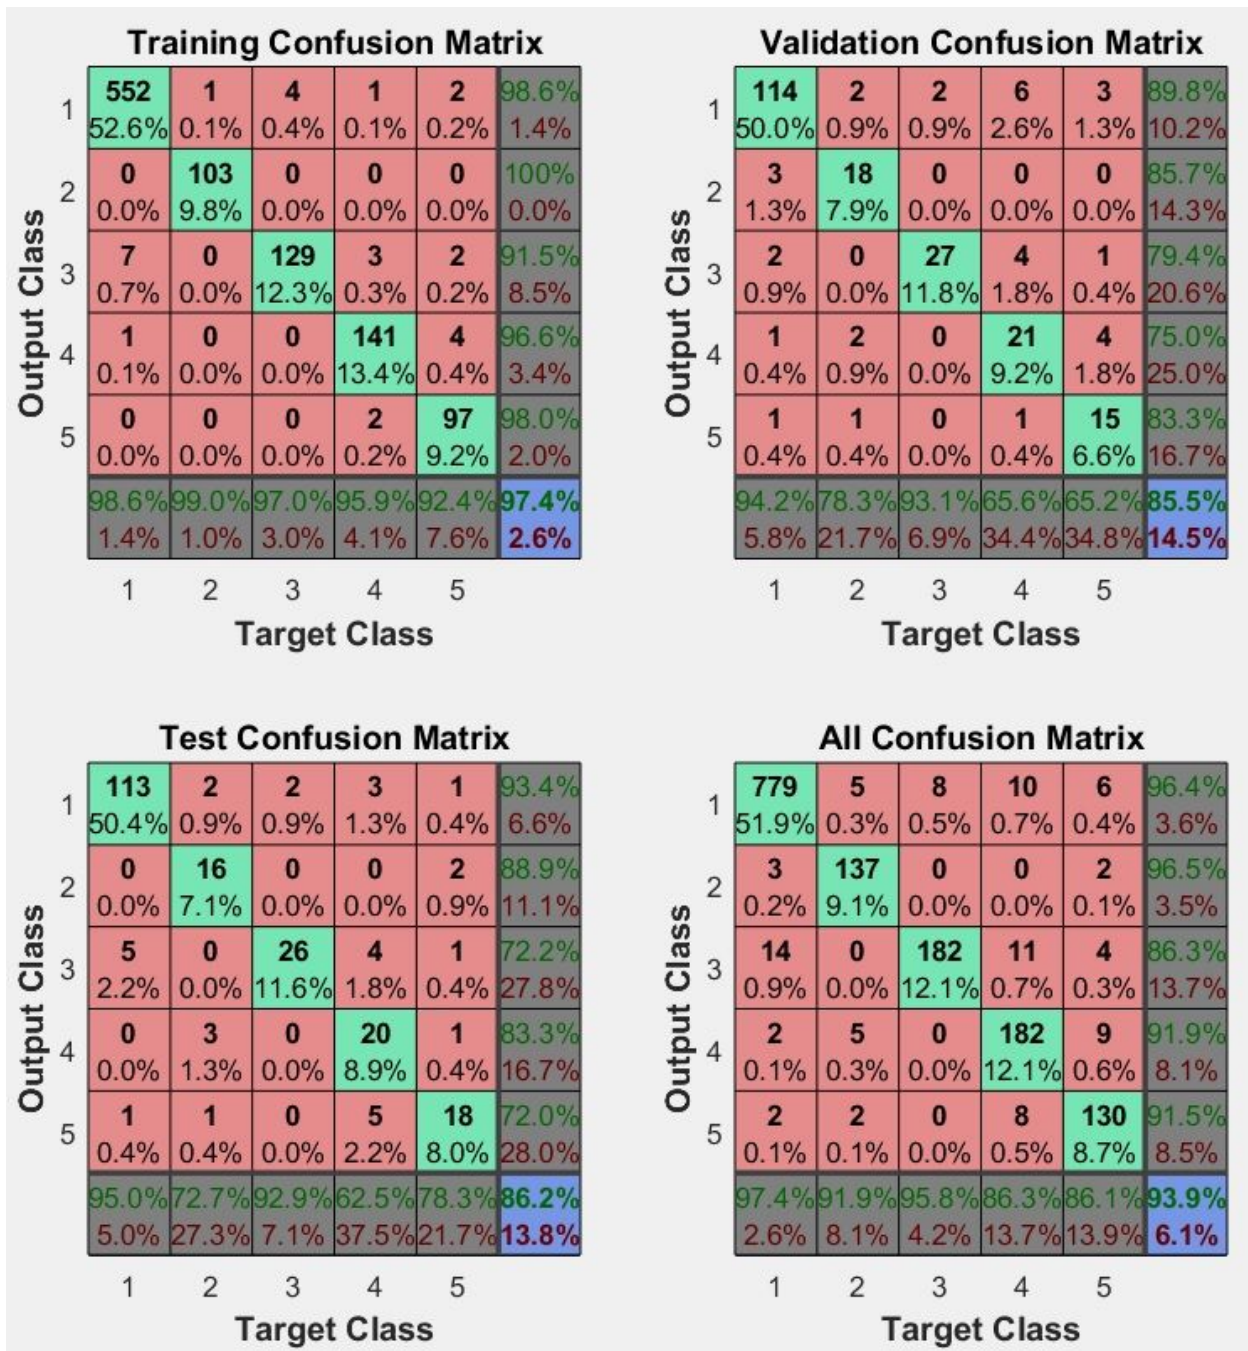 Training Confusion Matrix
1 552 1 4 1 2 98.6%
52.6% 0.1% 0.4% 0.1% 0.2% 1.4%
2 0 103 0 0 0 100%
0.0% 9.8% 0.0% 0.0% 0.0% 0.0%
3 7 0 129 3 2 91.5%
0.7% 0.0% 12.3% 0.3% 0.2% 8.5%
4 1 0 0 141 4 96.6%
0.1% 0.0% 0.0% 13.4% 0.4% 3.4%
5 0 0 0 2 97 98.0%
0.0% 0.0% 0.0% 0.2% 9.2% 2.0%
98.6% 99.0% 97.0% 95.9% 92.4% 97.4%
1.4% 1.0% 3.0% 4.1% 7.6% 2.6%
1 2 3 4 5
Target Class
Output Class
Validation Confusion Matrix
1 114 2 2 6 3 89.8%
50.0% 0.9% 0.9% 2.6% 1.3% 10.2%
2 3 18 0 0 0 85.7%
1.3% 7.9% 0.0% 0.0% 0.0% 14.3%
3 2 0 27 4 1 79.4%
0.9% 0.0% 11.8% 1.8% 0.4% 20.6%
4 1 2 0 21 4 75.0%
0.4% 0.9% 0.0% 9.2% 1.8% 25.0%
5 1 1 0 1 15 83.3%
0.4% 0.4% 0.0% 0.4% 6.6% 16.7%
94.2% 78.3% 93.1% 65.6% 65.2% 85.5%
5.8% 21.7% 6.9% 34.4% 34.8% 14.5%
1 2 3 4 5
Target Class
Output Class
Test Confusion Matrix
1 113 2 2 3 1 93.4%
50.4% 0.9% 0.9% 1.3% 0.4% 6.6%
2 0 16 0 0 2 88.9%
0.0% 7.1% 0.0% 0.0% 0.9% 11.1%
3 5 0 26 4 1 72.2%
2.2% 0.0% 11.6% 1.8% 0.4% 27.8%
4 0 3 0 20 1 83.3%
0.0% 1.3% 0.0% 8.9% 0.4% 16.7%
5 1 1 0 5 18 72.0%
0.4% 0.4% 0.0% 2.2% 8.0% 28.0%
95.0% 72.7% 92.9% 62.5% 78.3% 86.2%
5.0% 27.3% 7.1% 37.5% 21.7% 13.8%
1 2 3 4 5
Target Class
Output Class
All Confusion Matrix
1 779 5 8 10 6 96.4%
51.9% 0.3% 0.5% 0.7% 0.4% 3.6%
2 3 137 0 0 2 96.5%
0.2% 9.1% 0.0% 0.0% 0.1% 3.5%
3 14 0 182 11 4 86.3%
0.9% 0.0% 12.1% 0.7% 0.3% 13.7%
4 2 5 0 182 9 91.9%
0.1% 0.3% 0.0% 12.1% 0.6% 8.1%
5 2 2 0 8 130 91.5%
0.1% 0.1% 0.0% 0.5% 8.7% 8.5%
97.4% 91.9% 95.8% 86.3% 86.1% 93.9%
2.6% 8.1% 4.2% 13.7% 13.9% 6.1%
1 2 3 4 5
Target Class
Output Class